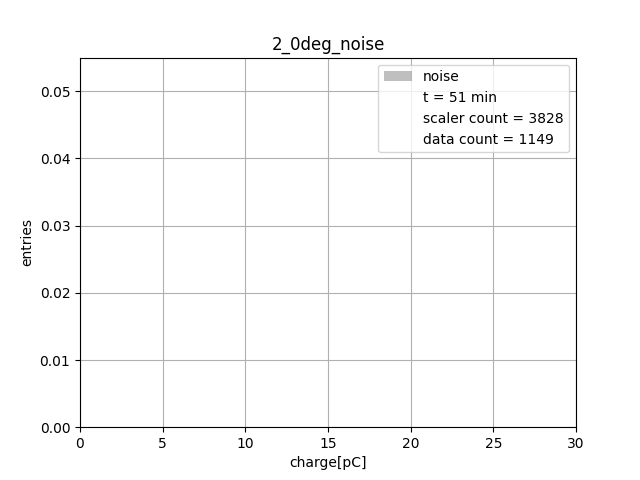 2_0deg_noise
noise
t = 51 min
scaler count = 3828
data count = 1149
entries
0.05
0.04
0.03
0.02
0.01
0.00
0 5 10 15 20 25 30
charge[pC]